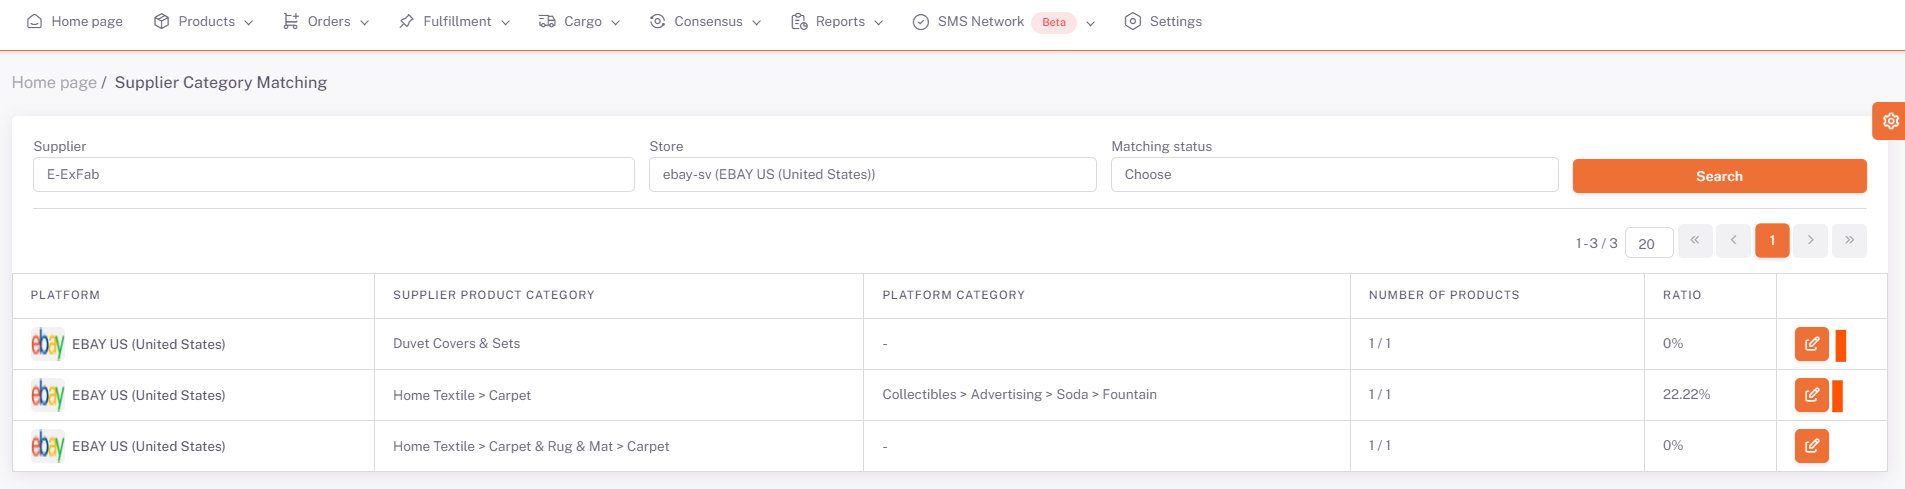 Home page Products Orders Fulfillment Cargo Consensus Reports SMS Network Beta Settings
Home page / Supplier Category Matching
Supplier Store Matching status
E-ExFab ebay-sv (EBAY US (United States)) Choose Search
1 - 3 / 3 20 « ‹ 1 › »
PLATFORM SUPPLIER PRODUCT CATEGORY PLATFORM CATEGORY NUMBER OF PRODUCTS RATIO
ebay EBAY US (United States) Duvet Covers & Sets - 1 / 1 0%
ebay EBAY US (United States) Home Textile > Carpet Collectibles > Advertising > Soda > Fountain 1 / 1 22.22%
ebay EBAY US (United States) Home Textile > Carpet & Rug & Mat > Carpet - 1 / 1 0%